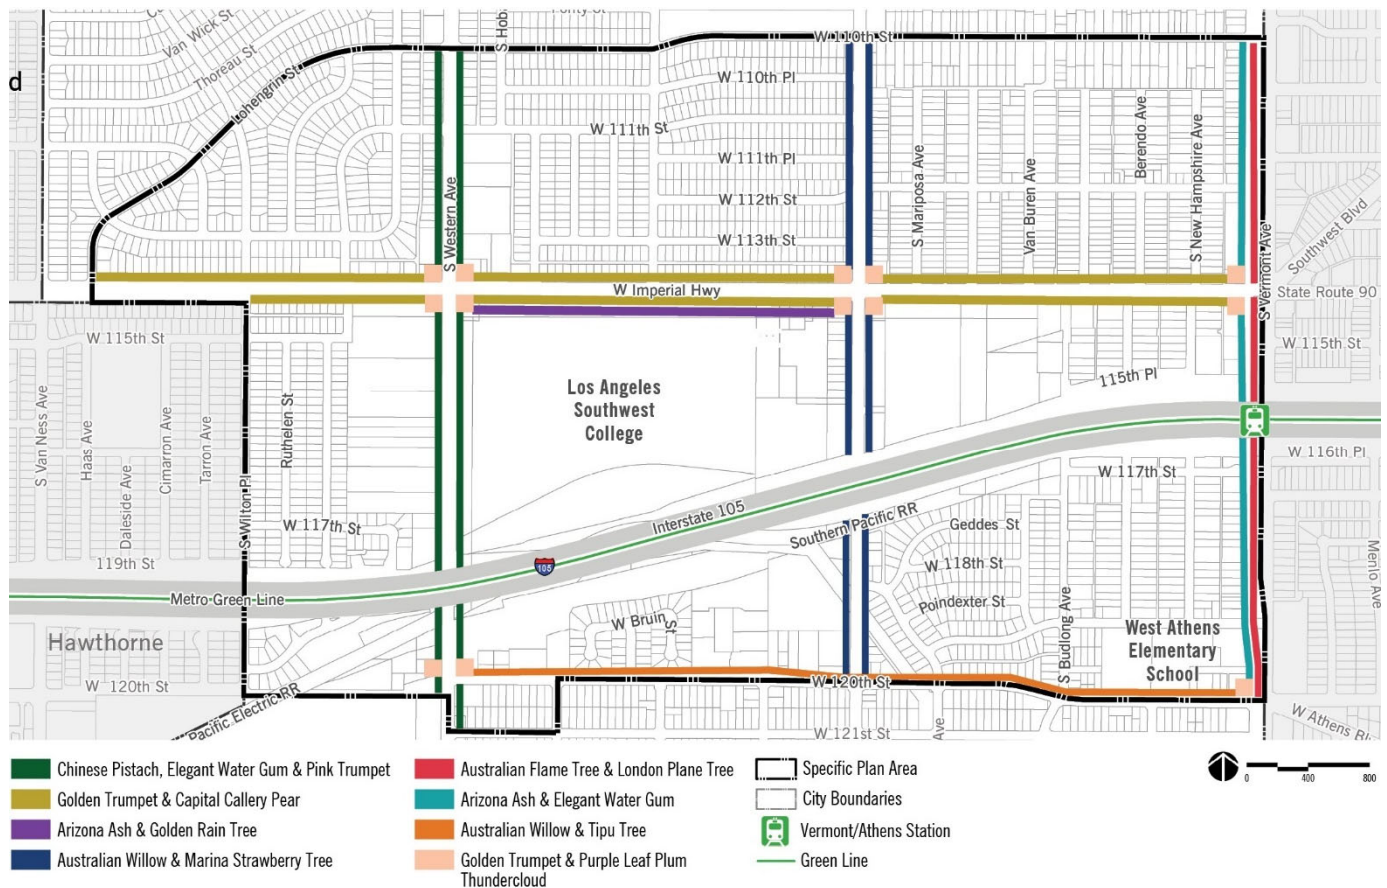 Van Wick St
Thoreau St
Lohengrin St
d
S Hob
W 110th St
W 110th Pl
W 111th St
W 111th Pl
W 112th St
W 113th St
S Western Ave
S Mariposa Ave
Van Buren Ave
Berendo Ave
S New Hampshire Ave
S Vermont Ave
Southwest Blvd
State Route 90
W Imperial Hwy
W 115th St
W 115th St
115th Pl
W 116th Pl
S Van Ness Ave
Haas Ave
Daleside Ave
Cimarron Ave
Tarron Ave
S Wilton Pl
Ruthelen St
Los Angeles
Southwest
College
W 117th St
W 117th St
Interstate 105
105
Southern Pacific RR
Geddes St
W 118th St
Poindexter St
119th St
Metro Green Line
Hawthorne
W 120th St
Pacific Electric RR
W Bruin St
W 120th St
S Budlong Ave
West Athens
Elementary
School
Menlo Ave
W 121st St
Ave
W Athens Bl
Chinese Pistach, Elegant Water Gum & Pink Trumpet
Golden Trumpet & Capital Callery Pear
Arizona Ash & Golden Rain Tree
Australian Willow & Marina Strawberry Tree
Australian Flame Tree & London Plane Tree
Arizona Ash & Elegant Water Gum
Australian Willow & Tipu Tree
Golden Trumpet & Purple Leaf Plum
Thundercloud
Specific Plan Area
City Boundaries
Vermont/Athens Station
Green Line
0 400 800